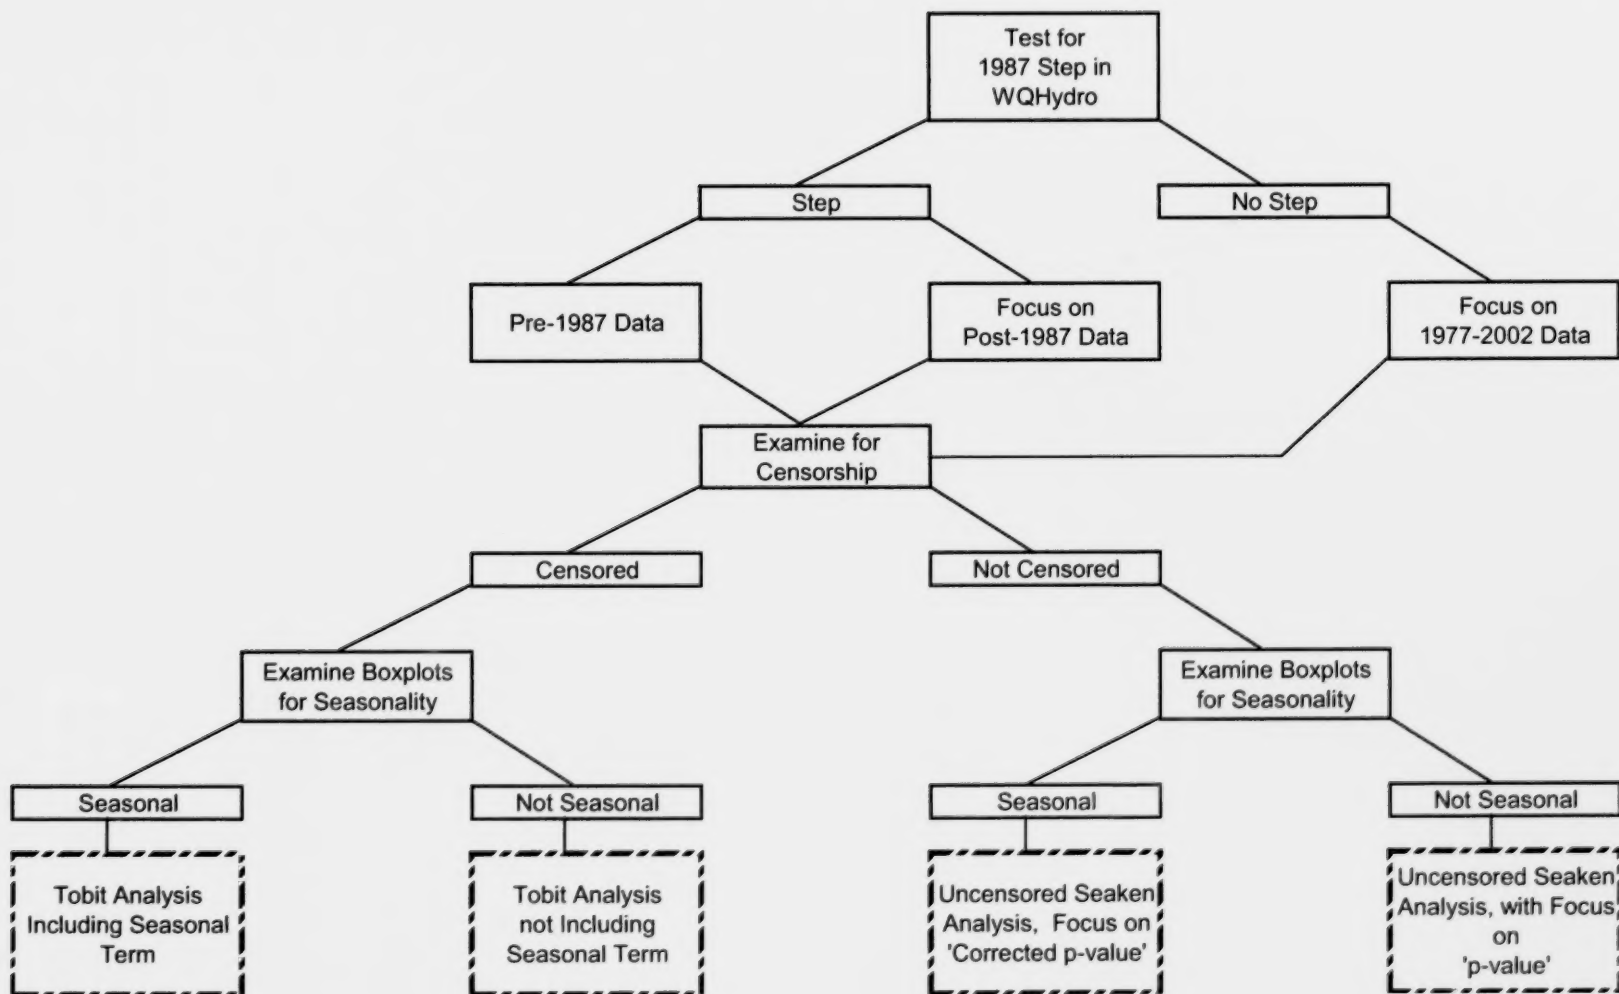 Test for
1987 Step in
WQHydro
Step
No Step
Pre-1987 Data
Focus on
Post-1987 Data
Focus on
1977-2002 Data
Examine for
Censorship
Censored
Not Censored
Examine Boxplots
for Seasonality
Examine Boxplots
for Seasonality
Seasonal
Not Seasonal
Seasonal
Not Seasonal
Tobit Analysis
Including Seasonal
Term
Tobit Analysis
not Including
Seasonal Term
Uncensored Seaken
Analysis, Focus on
'Corrected p-value'
Uncensored Seaken
Analysis, with Focus
on
'p-value'